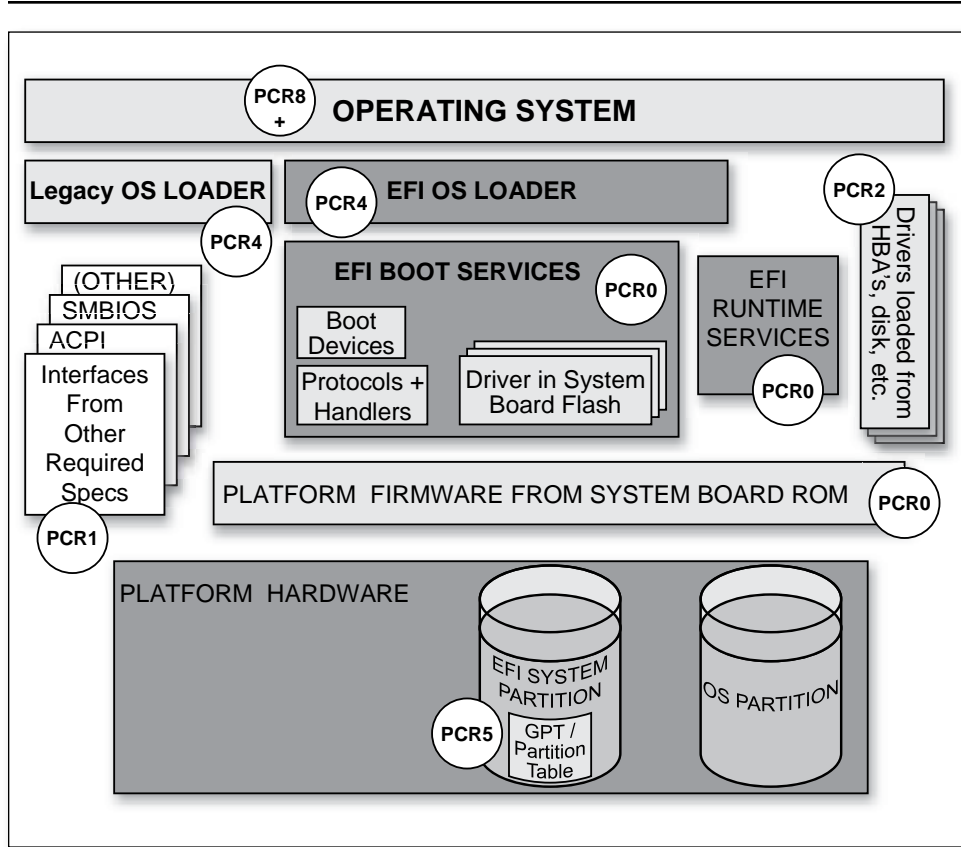 PCR8
+
OPERATING SYSTEM
Legacy OS LOADER
PCR4
PCR4
EFI OS LOADER
PCR2
Drivers loaded from
HBA's, disk, etc.
(OTHER)
SMBIOS
ACPI
Interfaces
From
Other
Required
Specs
PCR1
EFI BOOT SERVICES
PCR0
Boot
Devices
Protocols +
Handlers
Driver in System
Board Flash
EFI
RUNTIME
SERVICES
PCR0
PLATFORM FIRMWARE FROM SYSTEM BOARD ROM
PCR0
PLATFORM HARDWARE
EFI SYSTEM
PARTITION
PCR5
GPT /
Partition
Table
OS PARTITION